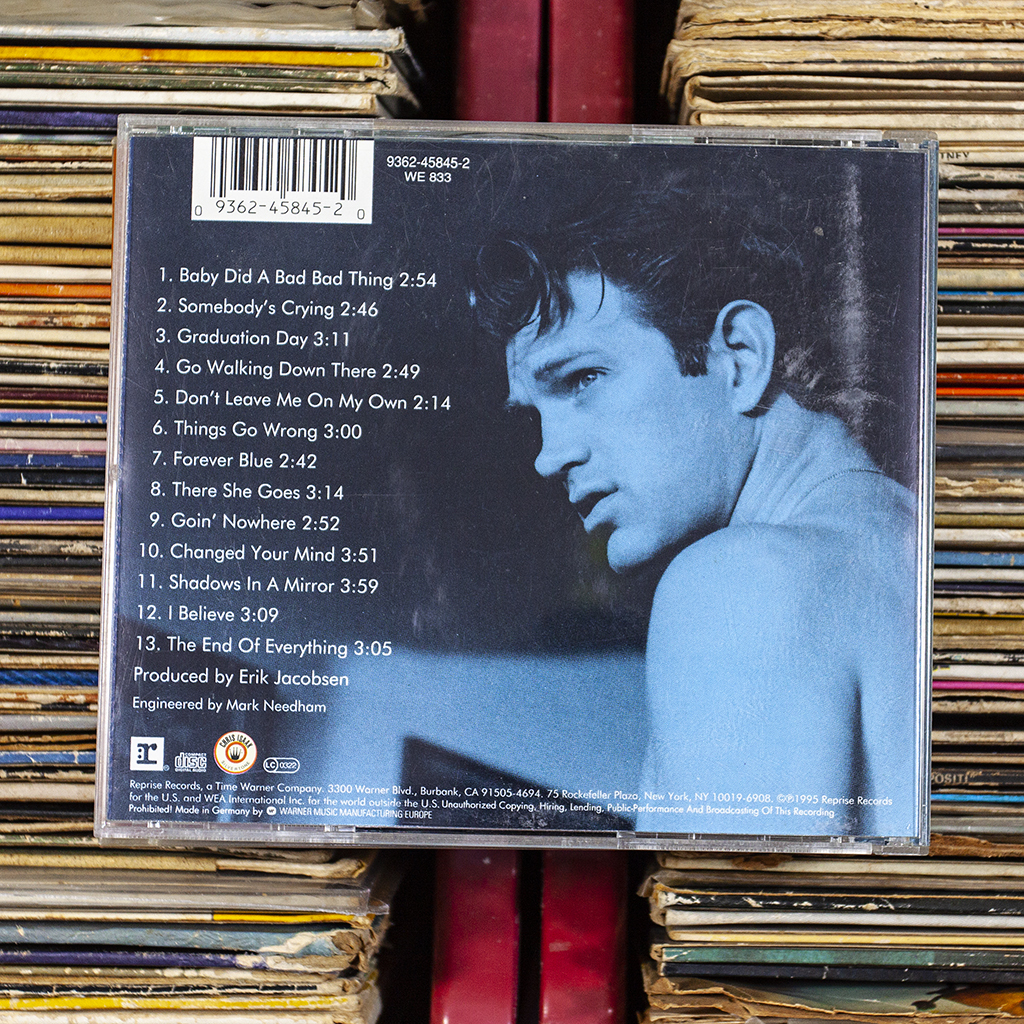 9362-45845-2
WE 833
0 9362-45845-2 0
1. Baby Did A Bad Bad Thing 2:54
2. Somebody's Crying 2:46
3. Graduation Day 3:11
4. Go Walking Down There 2:49
5. Don't Leave Me On My Own 2:14
6. Things Go Wrong 3:00
7. Forever Blue 2:42
8. There She Goes 3:14
9. Goin' Nowhere 2:52
10. Changed Your Mind 3:51
11. Shadows In A Mirror 3:59
12. I Believe 3:09
13. The End Of Everything 3:05
Produced by Erik Jacobsen
Engineered by Mark Needham
r
COMPACT
disc
DIGITAL AUDIO
CHRIS ISAAK
LC 0322
Reprise Records, a Time Warner Company. 3300 Warner Blvd., Burbank, CA 91505-4694. 75 Rockefeller Plaza, New York, NY 10019-6908. ©℗1995 Reprise Records
for the U.S. and WEA International Inc. for the world outside the U.S. Unauthorized Copying, Hiring, Lending, Public-Performance And Broadcasting Of This Recording
Prohibited! Made in Germany by WARNER MUSIC MANUFACTURING EUROPE